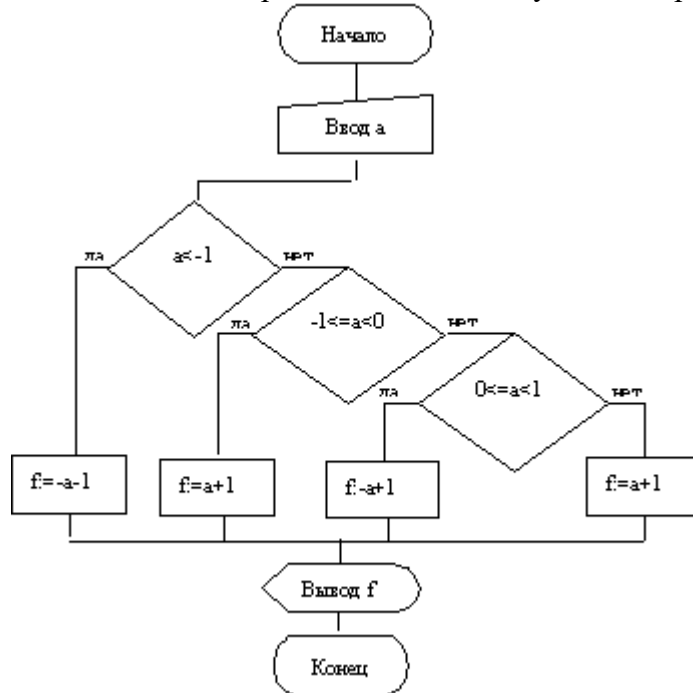 Начало
Ввод a
a<-1
да
нет
-1<=a<0
да
нет
0<=a<1
да
нет
f:=-a-1
f:=a+1
f:-a+1
f:=a+1
Вывод f
Конец